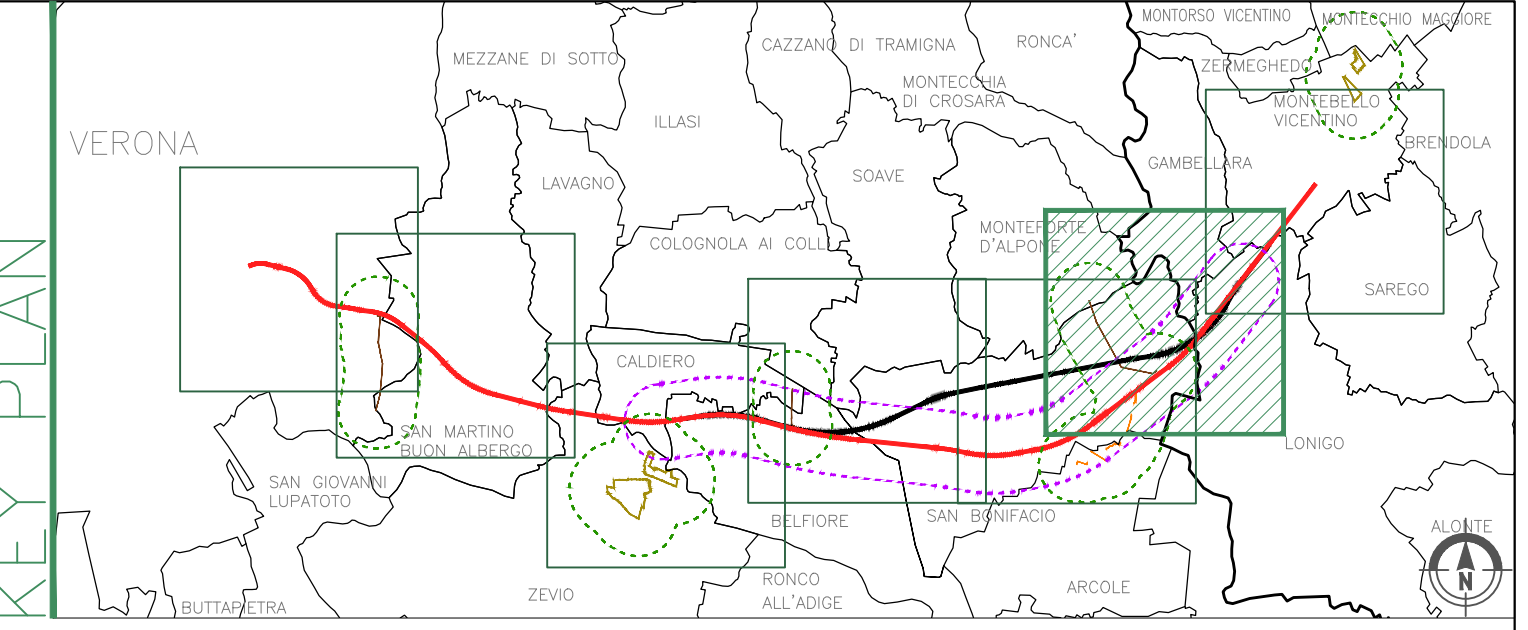 KEY PLAN
MONTORSO VICENTINO
MONTECCHIO MAGGIORE
MEZZANE DI SOTTO
CAZZANO DI TRAMIGNA
RONCA'
ZERMEGHEDO
MONTECCHIA
DI CROSARA
MONTEBELLO
VICENTINO
ILLASI
VERONA
BRENDOLA
GAMBELLARA
LAVAGNO
SOAVE
MONTEFORTE
D'ALPONE
COLOGNOLA AI COLL
SAREGO
CALDIERO
SAN MARTINO
BUON ALBERGO
LONIGO
SAN GIOVANNI
LUPATOTO
BELFIORE
SAN BONIFACIO
ALONTE
RONCO
ALL'ADIGE
ARCOLE
ZEVIO
BUTTAPIETRA
N